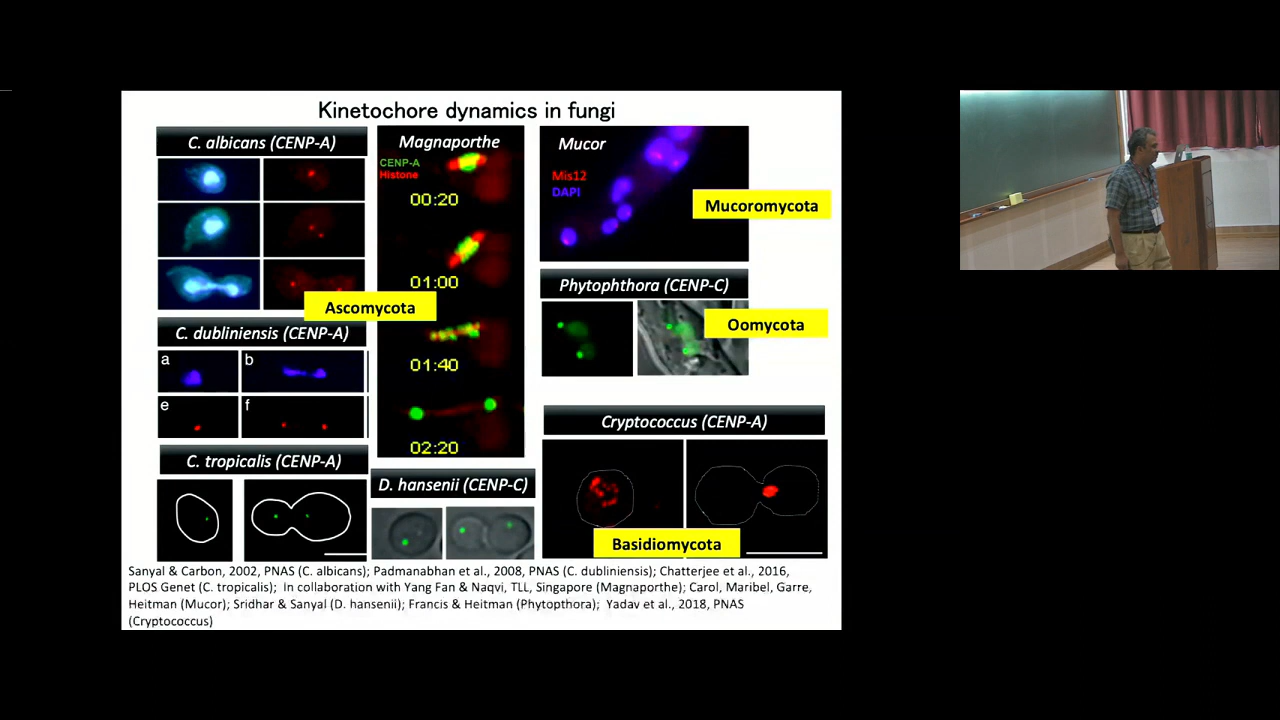 Kinetochore dynamics in fungi
C. albicans (CENP-A)
Ascomycota
C. dubliniensis (CENP-A)
a
b
e
f
C. tropicalis (CENP-A)
Magnaporthe
CENP-A
Histone
00:20
01:00
01:40
02:20
D. hansenii (CENP-C)
Mucor
Mis12
DAPI
Mucoromycota
Phytophthora (CENP-C)
Oomycota
Cryptococcus (CENP-A)
Basidiomycota
Sanyal & Carbon, 2002, PNAS (C. albicans); Padmanabhan et al., 2008, PNAS (C. dubliniensis); Chatterjee et al., 2016,
PLOS Genet (C. tropicalis); In collaboration with Yang Fan & Naqvi, TLL, Singapore (Magnaporthe); Carol, Maribel, Garre,
Heitman (Mucor); Sridhar & Sanyal (D. hansenii); Francis & Heitman (Phytopthora); Yadav et al., 2018, PNAS
(Cryptococcus)